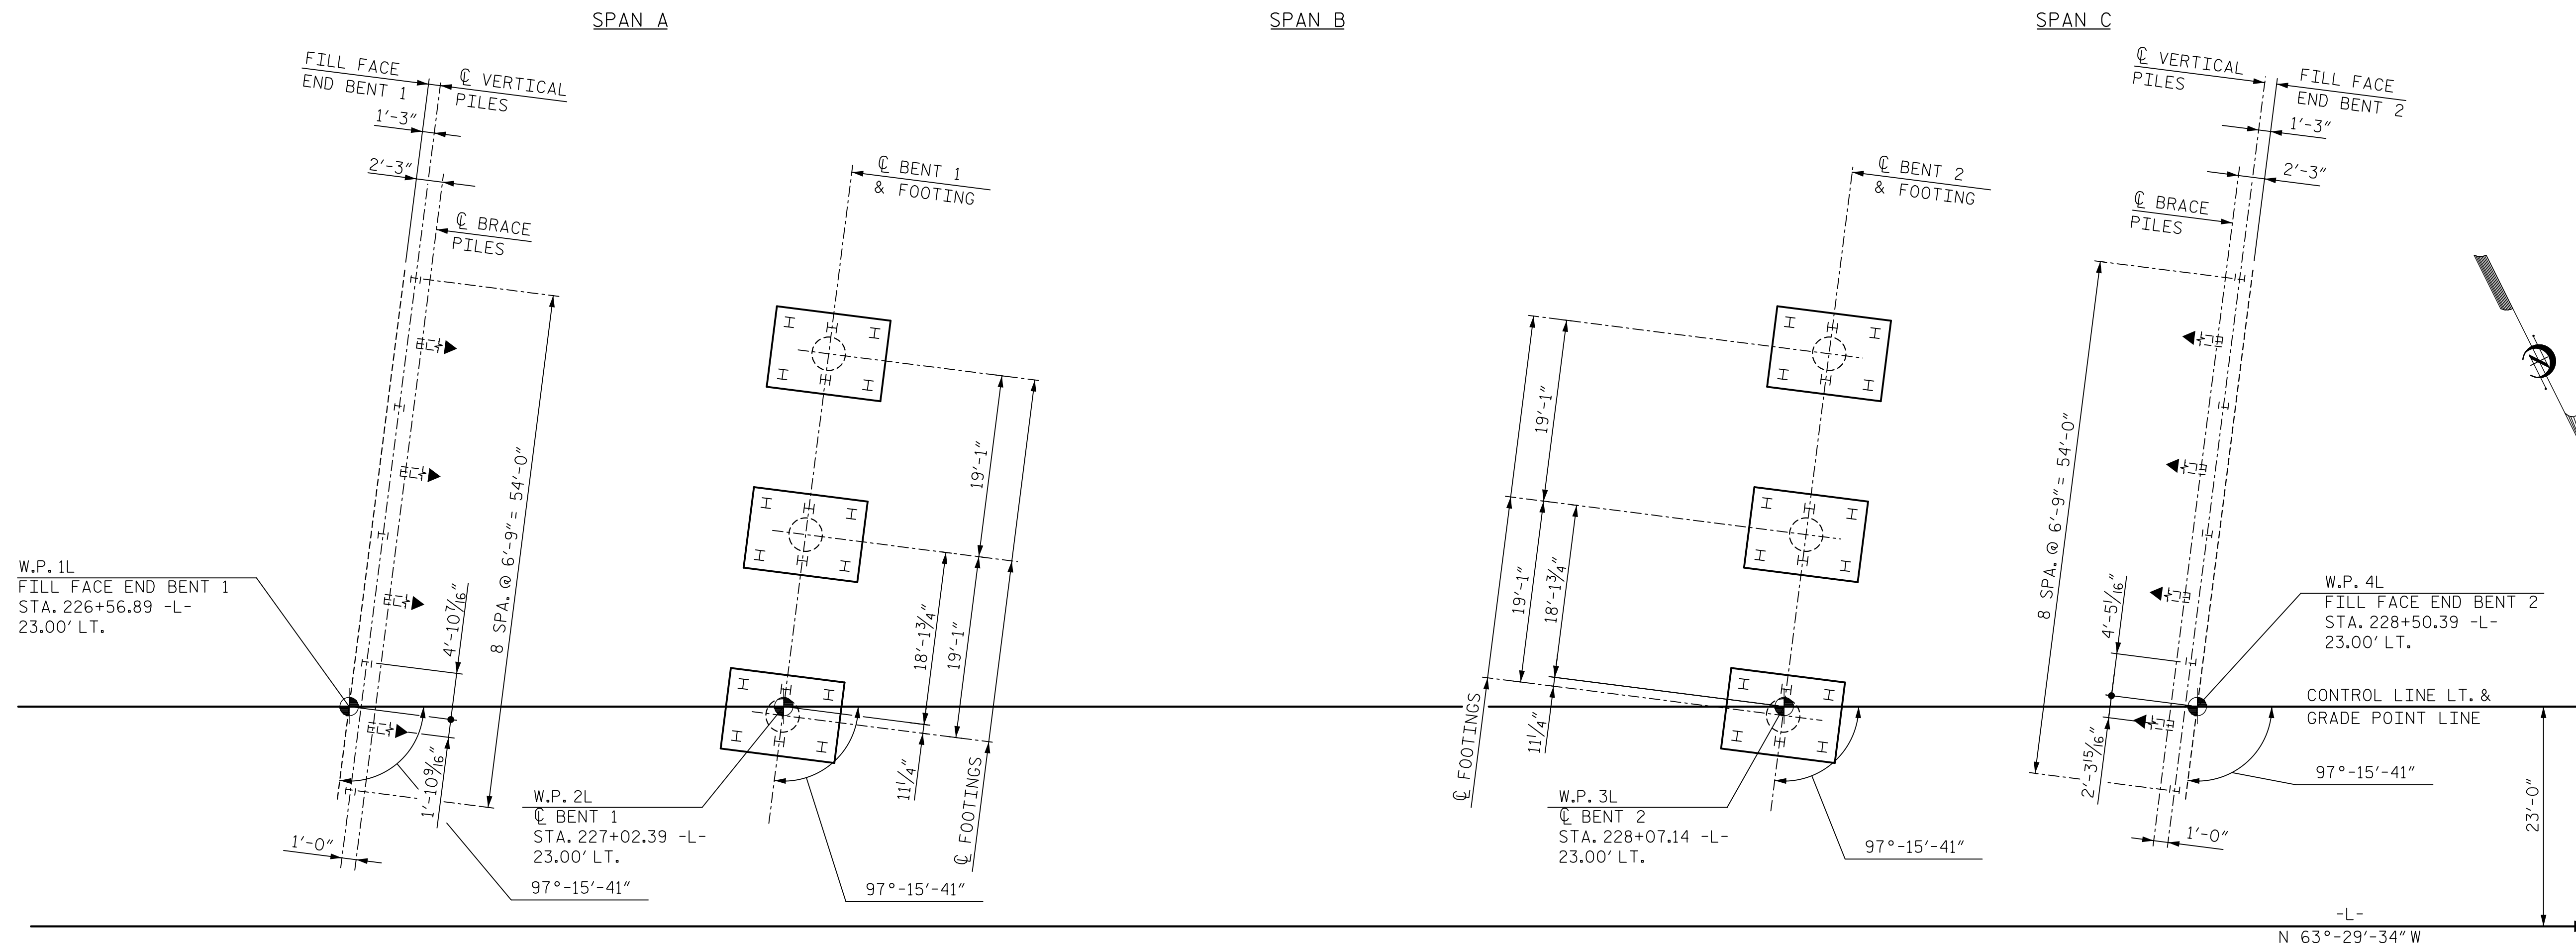 SPAN A
SPAN B
SPAN C
FILL FACE
END BENT 1
℄ VERTICAL
PILES
1'-3"
2'-3"
℄ BRACE
PILES
℄ BENT 1
& FOOTING
19'-1"
18'-1¾"
19'-1"
11¼"
℄ FOOTINGS
8 SPA. @ 6'-9" = 54'-0"
4'-10⁷⁄₁₆"
1'-10⁹⁄₁₆"
1'-0"
W.P. 1L
FILL FACE END BENT 1
STA. 226+56.89 -L-
23.00' LT.
97°-15'-41"
W.P. 2L
℄ BENT 1
STA. 227+02.39 -L-
23.00' LT.
97°-15'-41"
℄ BENT 2
& FOOTING
19'-1"
19'-1"
18'-1¾"
11¼"
℄ FOOTINGS
W.P. 3L
℄ BENT 2
STA. 228+07.14 -L-
23.00' LT.
97°-15'-41"
℄ VERTICAL
PILES
FILL FACE
END BENT 2
1'-3"
2'-3"
℄ BRACE
PILES
8 SPA. @ 6'-9" = 54'-0"
4'-5¹⁄₁₆"
2'-3¹⁵⁄₁₆"
1'-0"
W.P. 4L
FILL FACE END BENT 2
STA. 228+50.39 -L-
23.00' LT.
CONTROL LINE LT. &
GRADE POINT LINE
97°-15'-41"
23'-0"
-L-
N 63°-29'-34" W